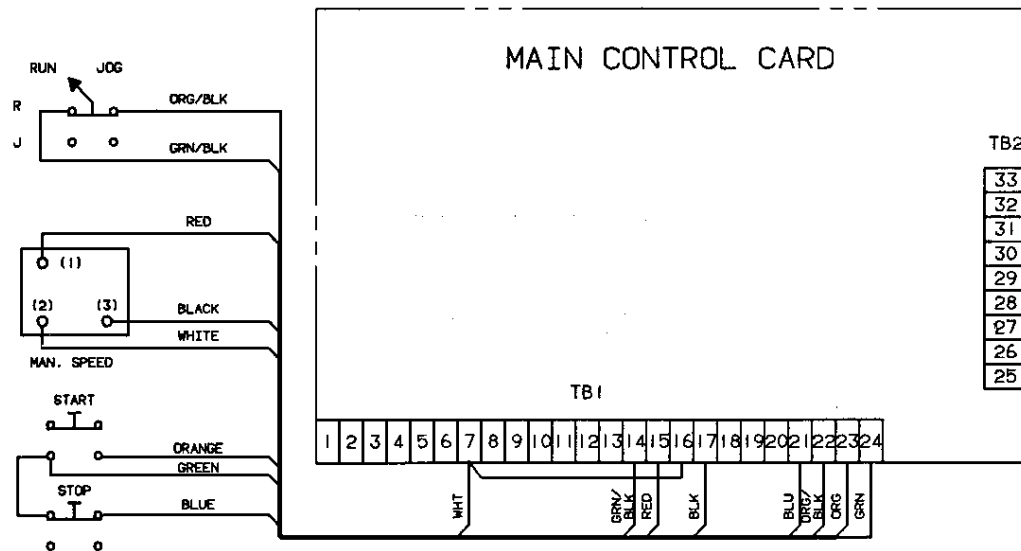 MAIN CONTROL CARD
RUN JOG
R
J
ORG/BLK
GRN/BLK
RED
(1)
(2) (3)
BLACK
WHITE
MAN. SPEED
START
ORANGE
GREEN
STOP
BLUE
TB2
33
32
31
30
29
28
27
26
25
TB1
1 2 3 4 5 6 7 8 9 10 11 12 13 14 15 16 17 18 19 20 21 22 23 24
WHT
GRN/
BLK
RED
BLK
BLU
ORG/
BLK
ORG
GRN